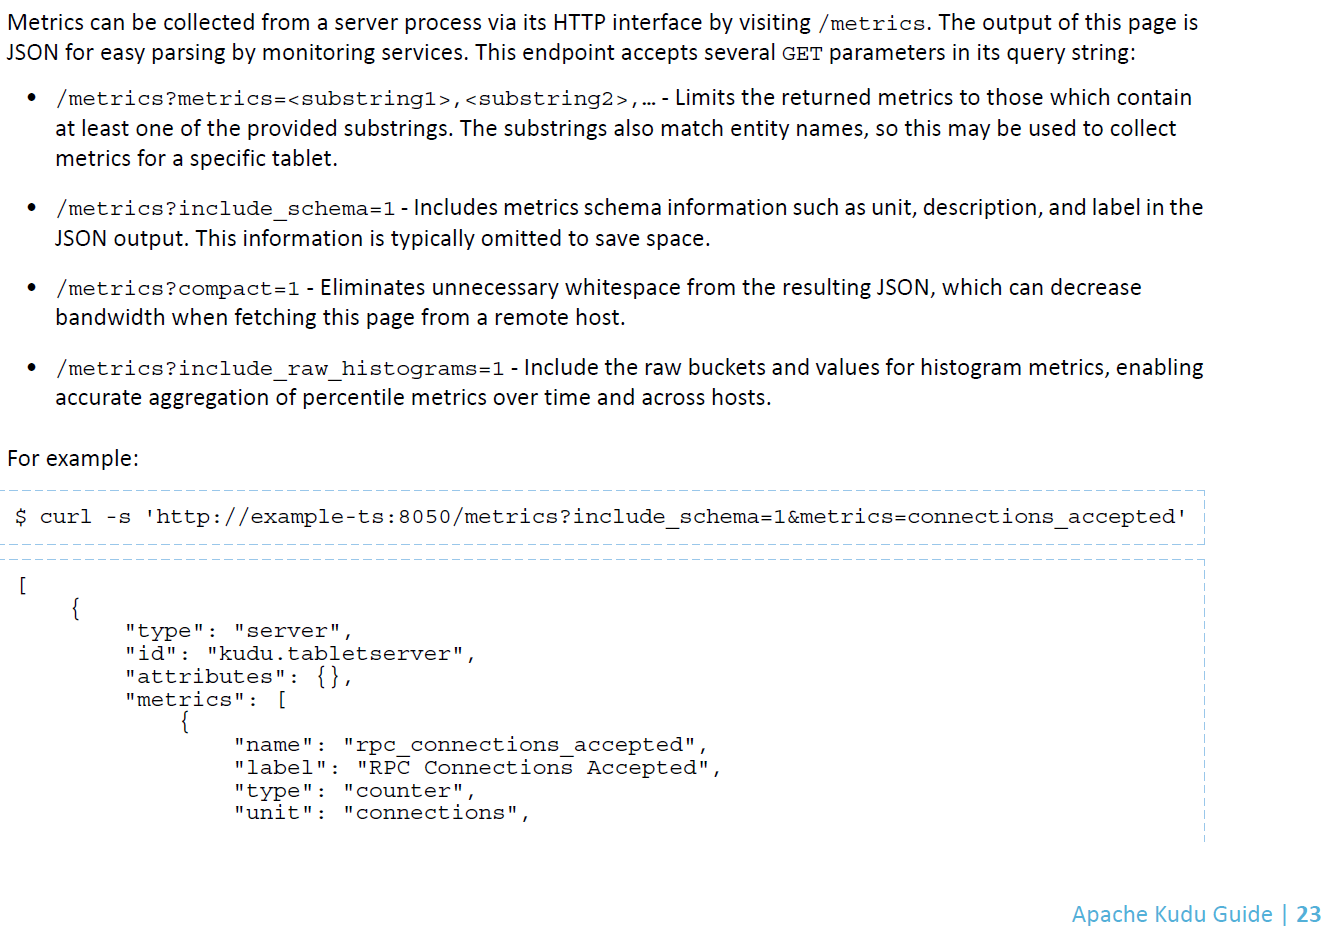 Metrics can be collected from a server process via its HTTP interface by visiting /metrics. The output of this page is
JSON for easy parsing by monitoring services. This endpoint accepts several GET parameters in its query string:
• /metrics?metrics=<substring1>,<substring2>,… - Limits the returned metrics to those which contain
at least one of the provided substrings. The substrings also match entity names, so this may be used to collect
metrics for a specific tablet.
• /metrics?include_schema=1 - Includes metrics schema information such as unit, description, and label in the
JSON output. This information is typically omitted to save space.
• /metrics?compact=1 - Eliminates unnecessary whitespace from the resulting JSON, which can decrease
bandwidth when fetching this page from a remote host.
• /metrics?include_raw_histograms=1 - Include the raw buckets and values for histogram metrics, enabling
accurate aggregation of percentile metrics over time and across hosts.
For example:
$ curl -s 'http://example-ts:8050/metrics?include_schema=1&metrics=connections_accepted'
[
{
"type": "server",
"id": "kudu.tabletserver",
"attributes": {},
"metrics": [
{
"name": "rpc_connections_accepted",
"label": "RPC Connections Accepted",
"type": "counter",
"unit": "connections",
Apache Kudu Guide | 23